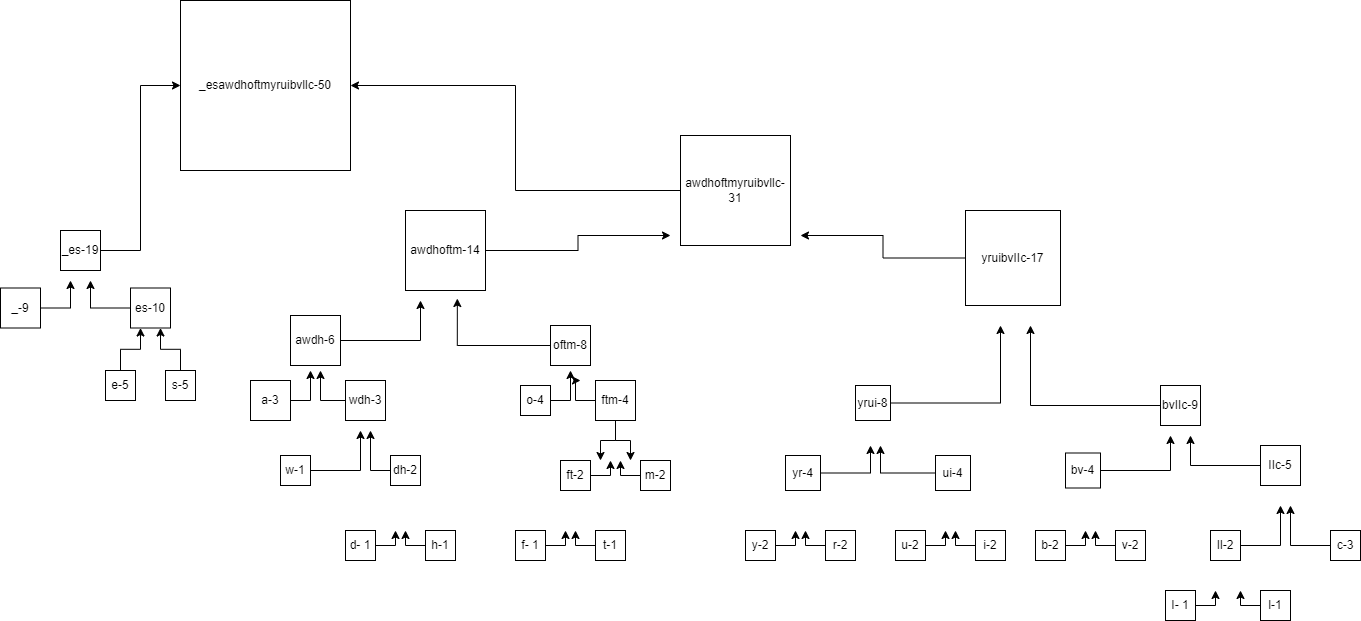 _esawdhoftmyruibvllc-50
awdhoftmyruibvllc-
31
_es-19
awdhoftm-14
yruibvllc-17
_-9
es-10
awdh-6
oftm-8
e-5
s-5
a-3
wdh-3
o-4
ftm-4
yrui-8
bvllc-9
w-1
dh-2
ft-2
m-2
yr-4
ui-4
bv-4
llc-5
d- 1
h-1
f- 1
t-1
y-2
r-2
u-2
i-2
b-2
v-2
ll-2
c-3
l- 1
l-1